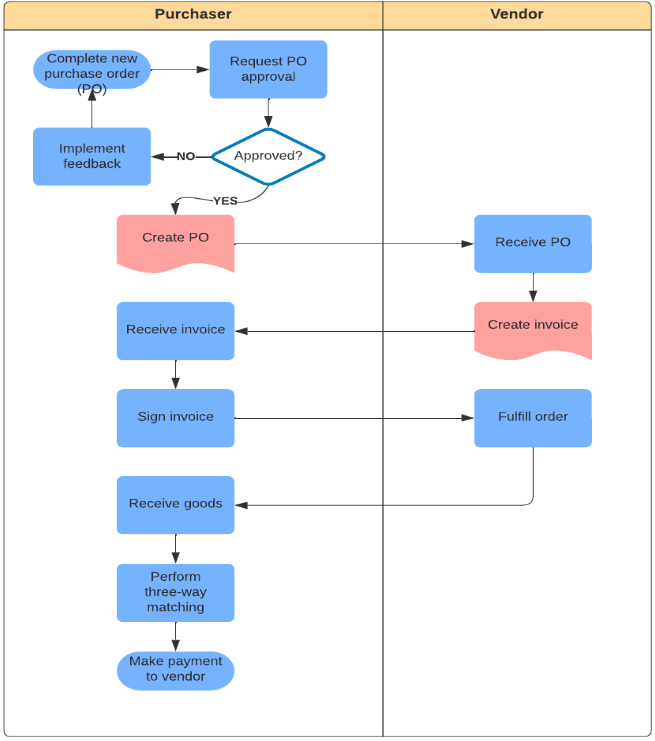 Purchaser
Vendor
Complete new
purchase order
(PO)
Request PO
approval
Implement
feedback
NO
Approved?
YES
Create PO
Receive PO
Receive invoice
Create invoice
Sign invoice
Fulfill order
Receive goods
Perform
three-way
matching
Make payment
to vendor